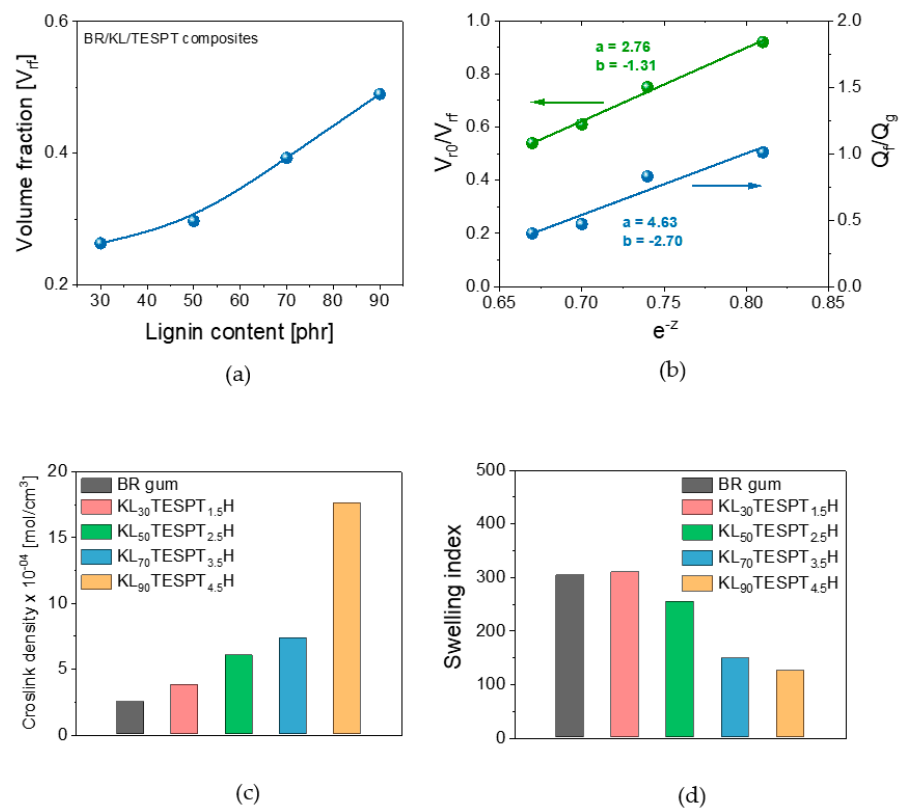 BR/KL/TESPT composites
Volume fraction [Vrf]
0.6
0.4
0.2
30 40 50 60 70 80 90
Lignin content [phr]
(a)
Vr0/Vrf
1.0
0.8
0.6
0.4
0.2
0.0
a = 2.76
b = -1.31
a = 4.63
b = -2.70
2.0
1.5
1.0
0.5
0.0
Qf/Qg
0.65 0.70 0.75 0.80 0.85
e-z
(b)
Croslink density x 10-04 [mol/cm3]
20
15
10
5
0
BR gum
KL30TESPT1.5H
KL50TESPT2.5H
KL70TESPT3.5H
KL90TESPT4.5H
(c)
Swelling index
500
400
300
200
100
0
BR gum
KL30TESPT1.5H
KL50TESPT2.5H
KL70TESPT3.5H
KL90TESPT4.5H
(d)